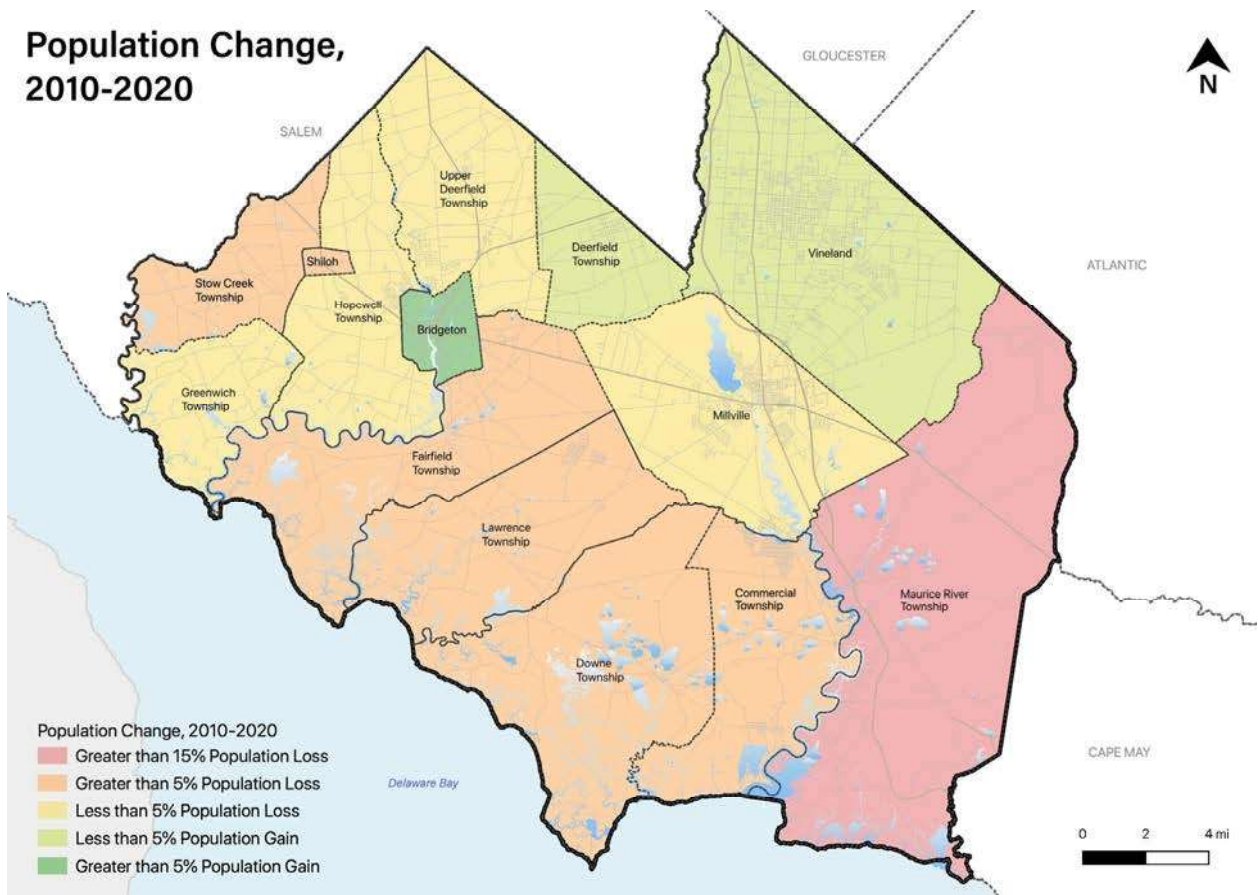 Population Change,
2010-2020
GLOUCESTER
N
SALEM
Upper
Deerfield
Township
Deerfield
Township
Vineland
ATLANTIC
Shiloh
Stow Creek
Township
Hopewell
Township
Bridgeton
Greenwich
Township
Millville
Fairfield
Township
Lawrence
Township
Commercial
Township
Maurice River
Township
Downe
Township
CAPE MAY
Delaware Bay
Population Change, 2010-2020
Greater than 15% Population Loss
Greater than 5% Population Loss
Less than 5% Population Loss
Less than 5% Population Gain
Greater than 5% Population Gain
0 2 4 mi